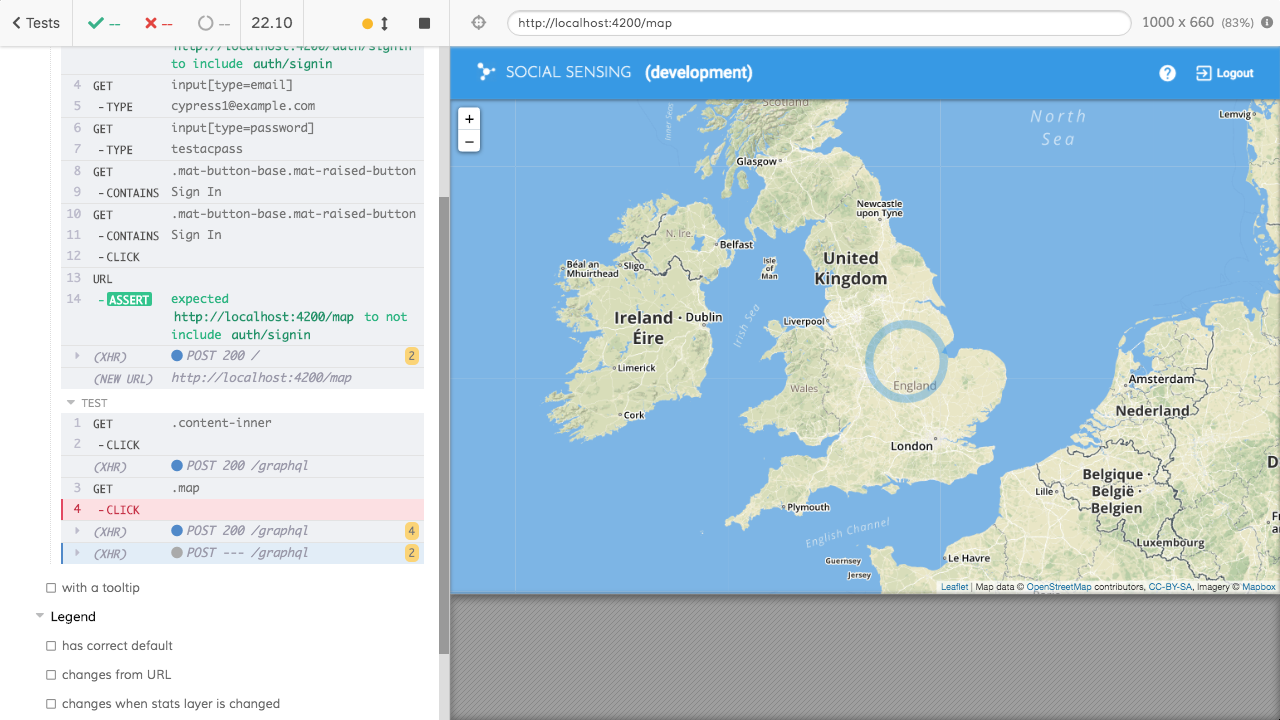 Tests
--
--
--
22.10
http://localhost:4200/map
1000 x 660 (83%)
http://localhost:4200/auth/signin
to include auth/signin
4 GET input[type=email]
5 -TYPE cypress1@example.com
6 GET input[type=password]
7 -TYPE testacpass
8 GET .mat-button-base.mat-raised-button
9 -CONTAINS Sign In
10 GET .mat-button-base.mat-raised-button
11 -CONTAINS Sign In
12 -CLICK
13 URL
14 -ASSERT expected
http://localhost:4200/map to not
include auth/signin
(XHR) POST 200 / 2
(NEW URL) http://localhost:4200/map
TEST
1 GET .content-inner
2 -CLICK
(XHR) POST 200 /graphql
3 GET .map
4 -CLICK
(XHR) POST 200 /graphql 4
(XHR) POST --- /graphql 2
with a tooltip
Legend
has correct default
changes from URL
changes when stats layer is changed
SOCIAL SENSING (development)
? Logout
+
−
Scotland
Inner Seas
North
Sea
Lemvig
Glasgow
Newcastle
upon Tyne
N. Ire.
Belfast
Béal an
Mhuirthead
Sligo
Isle
of
Man
United
Kingdom
Ireland ·
Éire
Dublin
Irish Sea
Liverpool
Limerick
Wales
England
Cork
London
Amsterdam
Nederland
Plymouth
English Channel
Lille
Belgique ·
België ·
Belgien
Luxembourg
Guernsey
Jersey
Le Havre
Leaflet | Map data © OpenStreetMap contributors, CC-BY-SA, Imagery © Mapbox